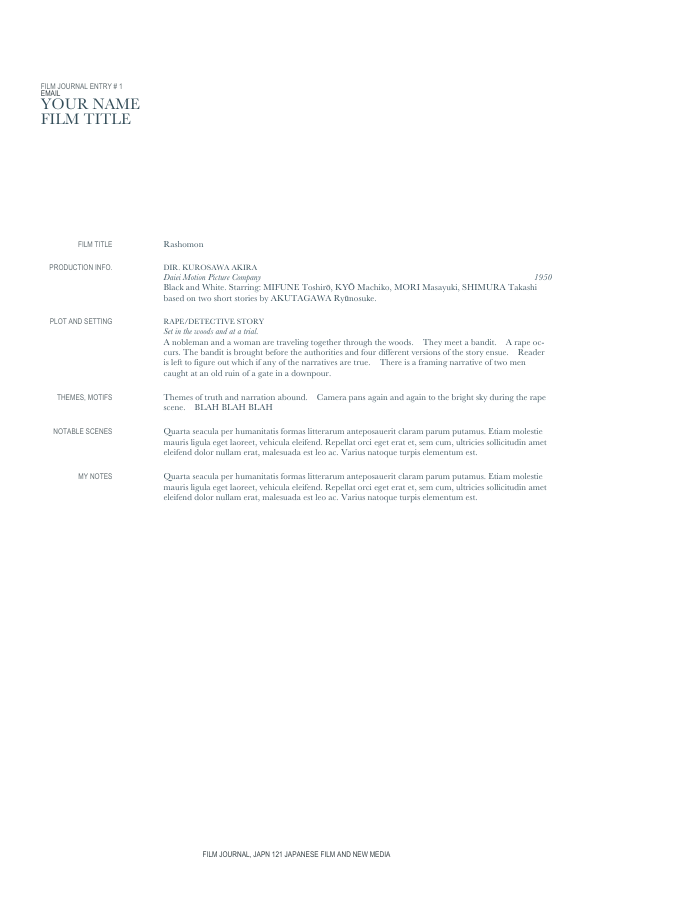 FILM JOURNAL ENTRY # 1
EMAIL
YOUR NAME
FILM TITLE
FILM TITLE Rashomon
PRODUCTION INFO. DIR. KUROSAWA AKIRA
Daiei Motion Picture Company 1950
Black and White. Starring: MIFUNE Toshirō, KYŌ Machiko, MORI Masayuki, SHIMURA Takashi
based on two short stories by AKUTAGAWA Ryūnosuke.
PLOT AND SETTING RAPE/DETECTIVE STORY
Set in the woods and at a trial.
A nobleman and a woman are traveling together through the woods. They meet a bandit. A rape oc-
curs. The bandit is brought before the authorities and four different versions of the story ensue. Reader
is left to figure out which if any of the narratives are true. There is a framing narrative of two men
caught at an old ruin of a gate in a downpour.
THEMES, MOTIFS Themes of truth and narration abound. Camera pans again and again to the bright sky during the rape
scene. BLAH BLAH BLAH
NOTABLE SCENES Quarta seacula per humanitatis formas litterarum anteposauerit claram parum putamus. Etiam molestie
mauris ligula eget laoreet, vehicula eleifend. Repellat orci eget erat et, sem cum, ultricies sollicitudin amet
eleifend dolor nullam erat, malesuada est leo ac. Varius natoque turpis elementum est.
MY NOTES Quarta seacula per humanitatis formas litterarum anteposauerit claram parum putamus. Etiam molestie
mauris ligula eget laoreet, vehicula eleifend. Repellat orci eget erat et, sem cum, ultricies sollicitudin amet
eleifend dolor nullam erat, malesuada est leo ac. Varius natoque turpis elementum est.
FILM JOURNAL, JAPN 121 JAPANESE FILM AND NEW MEDIA